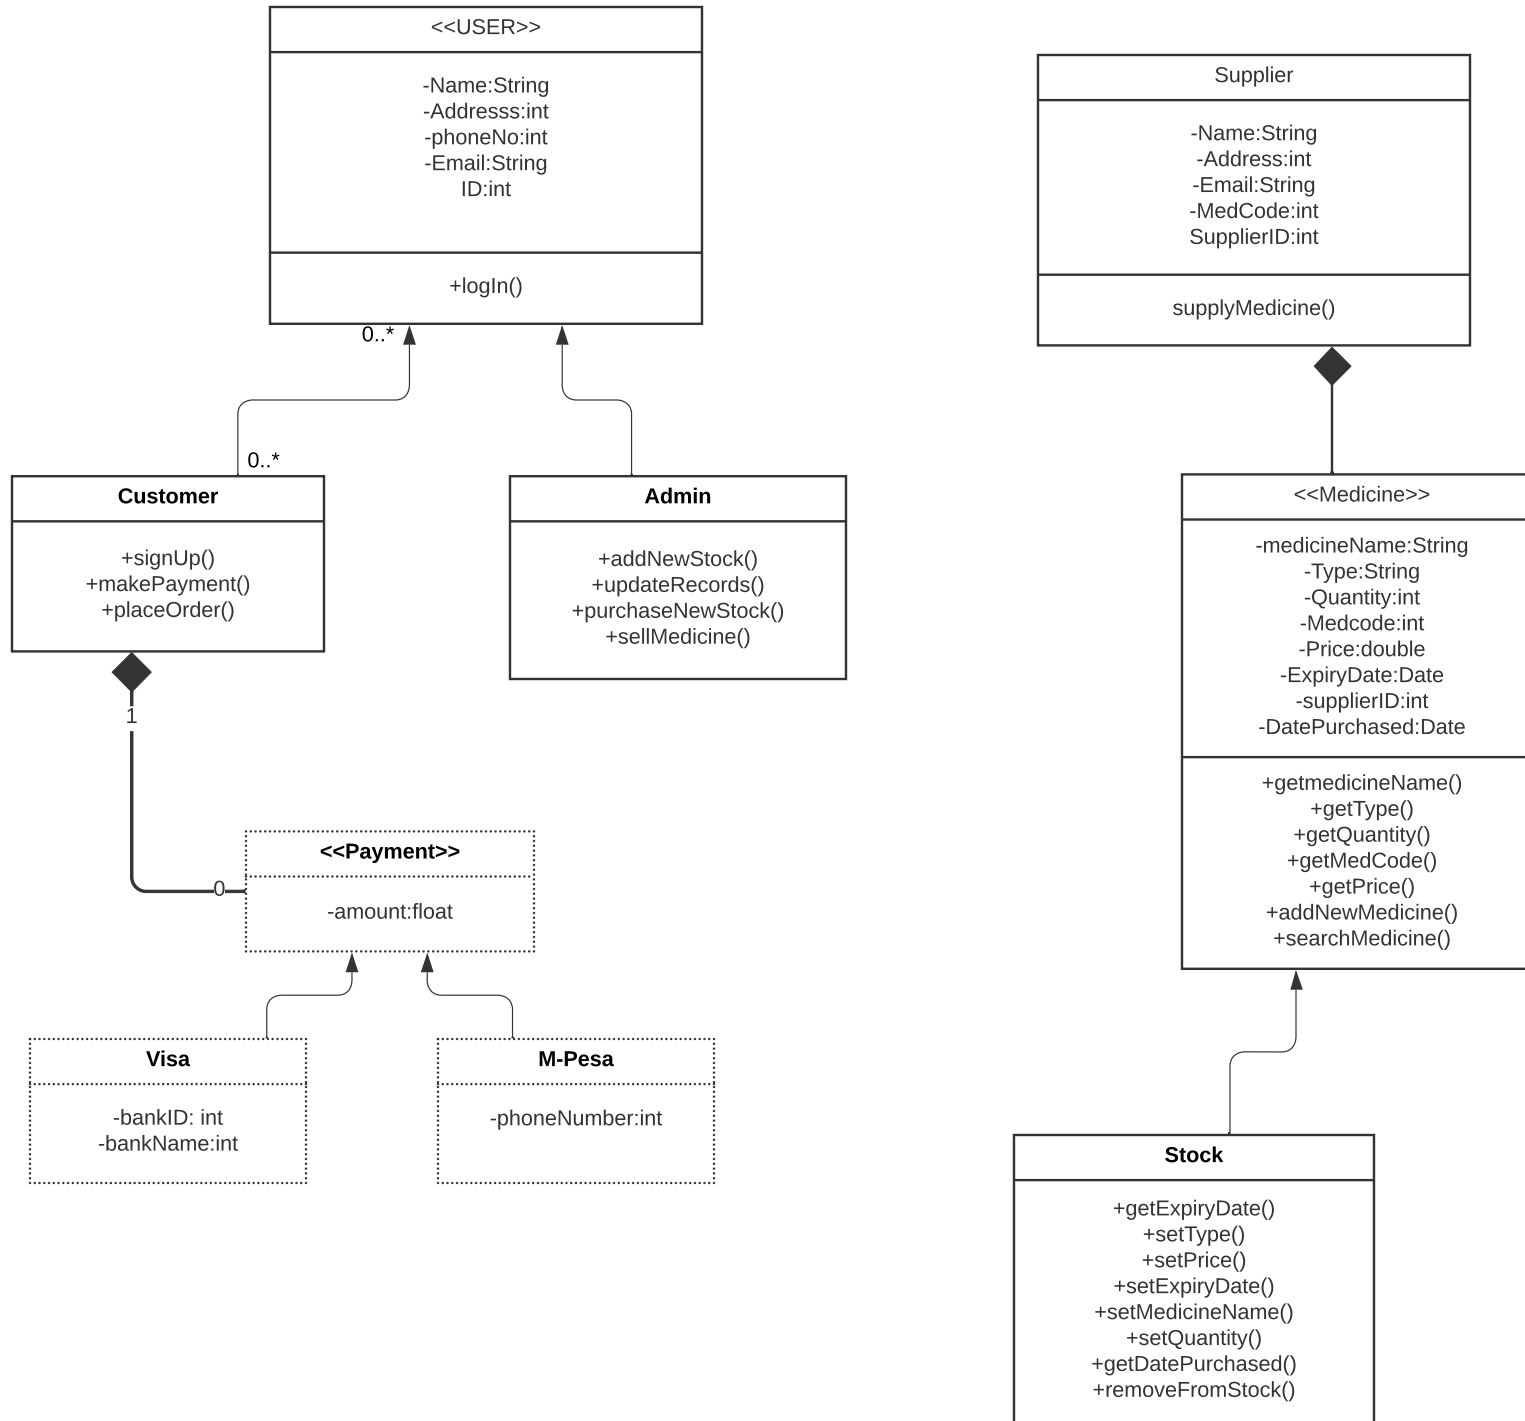 <<USER>>
-Name:String
-Addresss:int
-phoneNo:int
-Email:String
ID:int
+logIn()
0..*
0..*
Customer
+signUp()
+makePayment()
+placeOrder()
Admin
+addNewStock()
+updateRecords()
+purchaseNewStock()
+sellMedicine()
1
0
<<Payment>>
-amount:float
Visa
-bankID: int
-bankName:int
M-Pesa
-phoneNumber:int
Supplier
-Name:String
-Address:int
-Email:String
-MedCode:int
SupplierID:int
supplyMedicine()
<<Medicine>>
-medicineName:String
-Type:String
-Quantity:int
-Medcode:int
-Price:double
-ExpiryDate:Date
-supplierID:int
-DatePurchased:Date
+getmedicineName()
+getType()
+getQuantity()
+getMedCode()
+getPrice()
+addNewMedicine()
+searchMedicine()
Stock
+getExpiryDate()
+setType()
+setPrice()
+setExpiryDate()
+setMedicineName()
+setQuantity()
+getDatePurchased()
+removeFromStock()